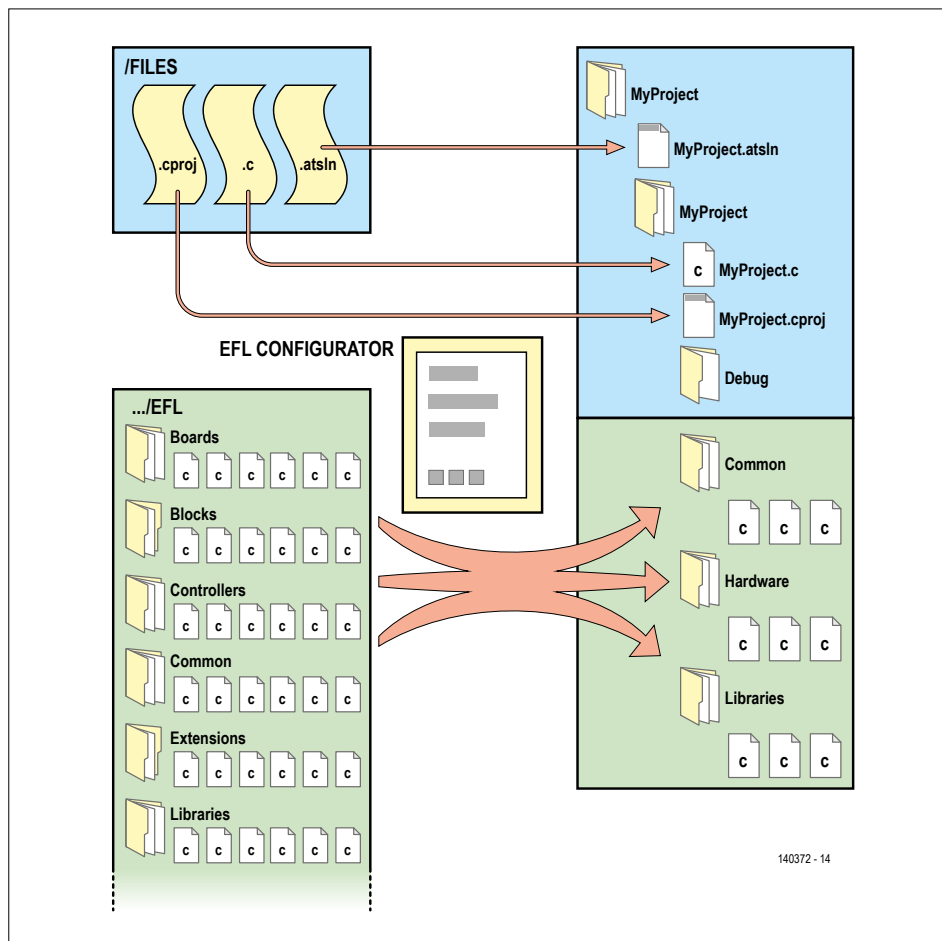 /FILES
.cproj
.c
.atsln
MyProject
MyProject.atsln
MyProject
c
MyProject.c
MyProject.cproj
Debug
EFL CONFIGURATOR
.../EFL
Boards
c c c c c c
Blocks
c c c c c c
Controllers
c c c c c c
Common
c c c c c c
Extensions
c c c c c c
Libraries
c c c c c c
Common
c c c
Hardware
c c c
Libraries
c c c
140372 - 14